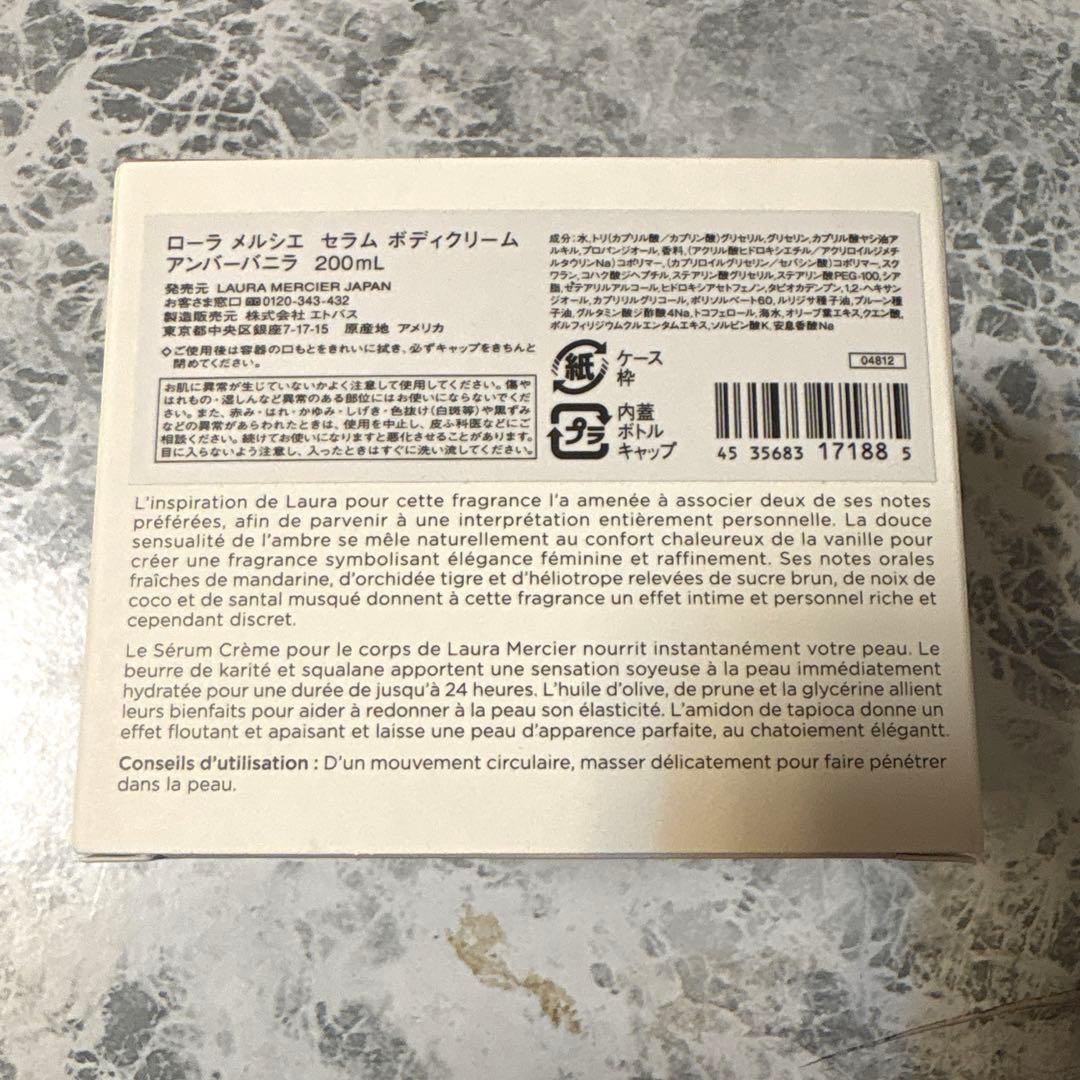 ローラ メルシエ セラム ボディクリーム
アンバーバニラ 200mL
発売元 LAURA MERCIER JAPAN
お客さま窓口 0120-343-432
製造販売元 株式会社 エトバス
東京都中央区銀座7-17-15 原産地 アメリカ
◇ご使用後は容器の口もとをきれいに拭き、必ずキャップをきちんと
閉めてください。
お肌に異常が生じていないかよく注意して使用してください。傷や
はれもの・湿しんなど異常のある部位にはお使いにならないでくだ
さい。また、赤み・はれ・かゆみ・しげき・色抜け(白斑等)や黒ずみ
などの異常があらわれたときは、使用を中止し、皮ふ科医などにご
相談ください。続けてお使いになりますと悪化させることがあります。
目に入らないよう注意し、入ったときはすぐに洗い流してください。
成分:水、トリ(カプリル酸/カプリン酸)グリセリル、グリセリン、カプリル酸ヤシ油ア
ルキル、プロパンジオール、香料、(アクリル酸ヒドロキシエチル/アクリロイルジメチ
ルタウリンNa)コポリマー、(カプリロイルグリセリン/セバシン酸)コポリマー、スク
ワラン、コハク酸ジヘプチル、ステアリン酸グリセリル、ステアリン酸PEG-100、シア
脂、セテアリルアルコール、ヒドロキシアセトフェノン、タピオカデンプン、1,2-ヘキサン
ジオール、カプリリルグリコール、ポリソルベート60、ルリジサ種子油、プルーン種
子油、グルタミン酸ジ酢酸4Na、トコフェロール、海水、オリーブ葉エキス、クエン酸、
ポルフィリジウムクルエンタムエキス、ソルビン酸K、安息香酸Na
紙 ケース
枠
04812
プラ 内蓋
ボトル
キャップ
45 35683 17188 5
L'inspiration de Laura pour cette fragrance l'a amenée à associer deux de ses notes
préférées, afin de parvenir à une interprétation entièrement personnelle. La douce
sensualité de l'ambre se mêle naturellement au confort chaleureux de la vanille pour
créer une fragrance symbolisant élégance féminine et raffinement. Ses notes orales
fraîches de mandarine, d'orchidée tigre et d'héliotrope relevées de sucre brun, de noix de
coco et de santal musqué donnent à cette fragrance un effet intime et personnel riche et
cependant discret.
Le Sérum Crème pour le corps de Laura Mercier nourrit instantanément votre peau. Le
beurre de karité et squalane apportent une sensation soyeuse à la peau immédiatement
hydratée pour une durée de jusqu'à 24 heures. L'huile d'olive, de prune et la glycérine allient
leurs bienfaits pour aider à redonner à la peau son élasticité. L'amidon de tapioca donne un
effet floutant et apaisant et laisse une peau d'apparence parfaite, au chatoiement élégantt.
Conseils d'utilisation : D'un mouvement circulaire, masser délicatement pour faire pénétrer
dans la peau.